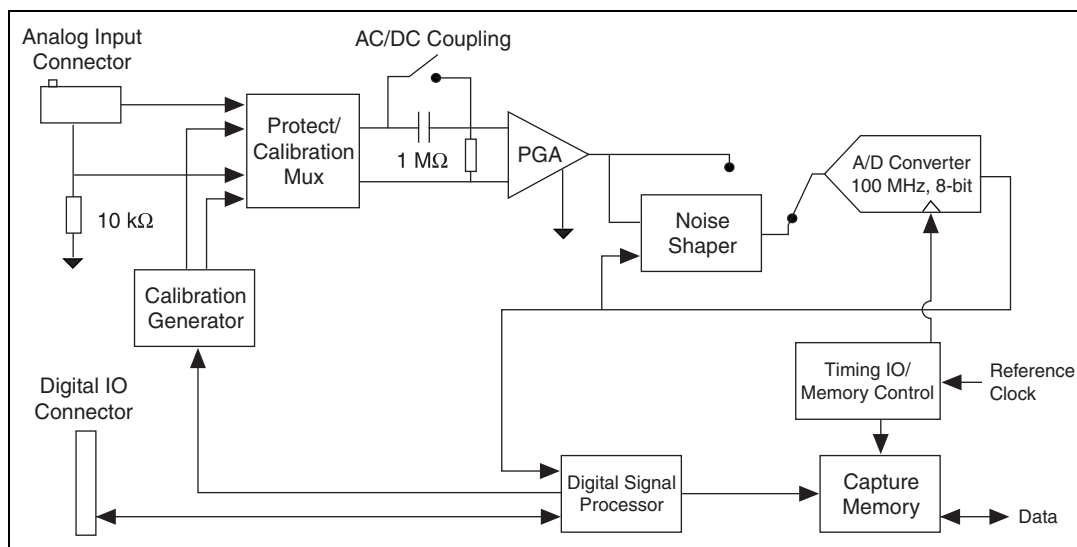 Analog Input
Connector
AC/DC Coupling
Protect/
Calibration
Mux
1 MΩ
PGA
A/D Converter
100 MHz, 8-bit
10 kΩ
Noise
Shaper
Calibration
Generator
Timing IO/
Memory Control
Reference
Clock
Digital IO
Connector
Digital Signal
Processor
Capture
Memory
Data